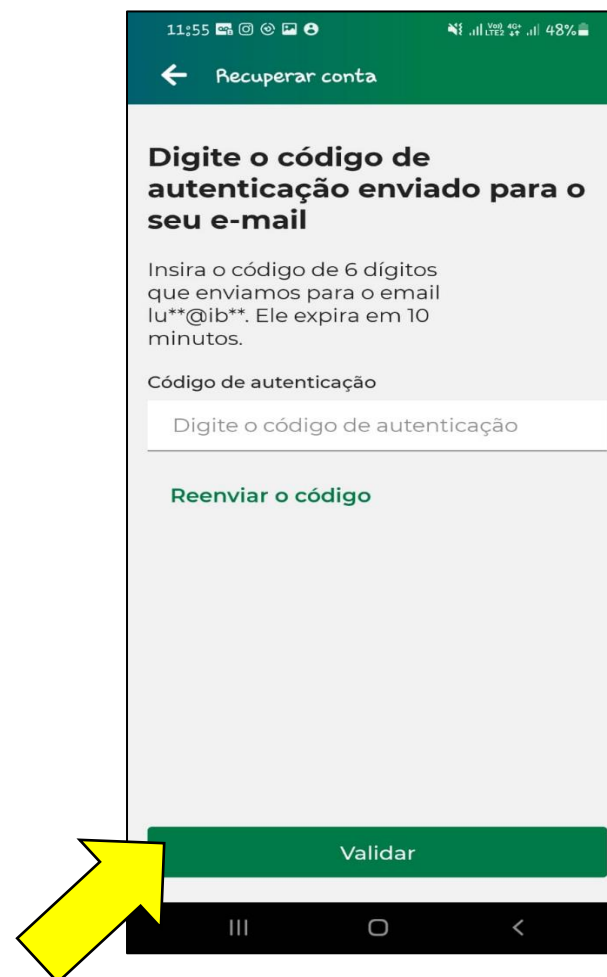 11:55
48%
Recuperar conta
Digite o código de
autenticação enviado para o
seu e-mail
Insira o código de 6 dígitos
que enviamos para o email
lu**@ib**. Ele expira em 10
minutos.
Código de autenticação
Digite o código de autenticação
Reenviar o código
Validar